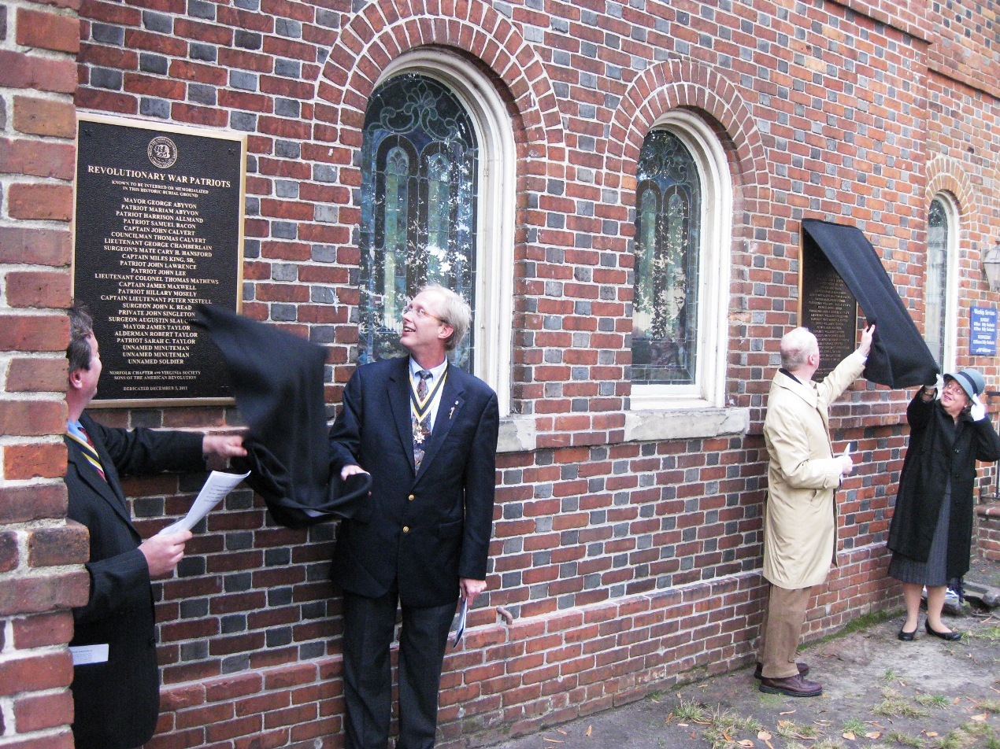 REVOLUTIONARY WAR PATRIOTS
KNOWN TO BE INTERRED OR MEMORIALIZED
IN THIS HISTORIC BURIAL GROUND
MAYOR GEORGE ABYVON
PATRIOT MARIAM ABYVON
PATRIOT HARRISON ALLMAND
PATRIOT SAMUEL BACON
CAPTAIN JOHN CALVERT
COUNCILMAN THOMAS CALVERT
LIEUTENANT GEORGE CHAMBERLAIN
SURGEON'S MATE CARY H. HANSFORD
CAPTAIN MILES KING, SR.
PATRIOT JOHN LAWRENCE
PATRIOT JOHN LEE
LIEUTENANT COLONEL THOMAS MATHEWS
CAPTAIN JAMES MAXWELL
PATRIOT HILLARY MOSELY
CAPTAIN LIEUTENANT PETER NESTELL
SURGEON JOHN K. READ
PRIVATE JOHN SINGLETON
SURGEON AUGUSTIN SLAUG
MAYOR JAMES TAYLOR
ALDERMAN ROBERT TAYLOR
PATRIOT SARAH C. TAYLOR
UNNAMED MINUTEMAN
UNNAMED MINUTEMAN
UNNAMED SOLDIER
NORFOLK CHAPTER AND VIRGINIA SOCIETY
SONS OF THE AMERICAN REVOLUTION
DEDICATED DECEMBER 3, 2011
Worship Services